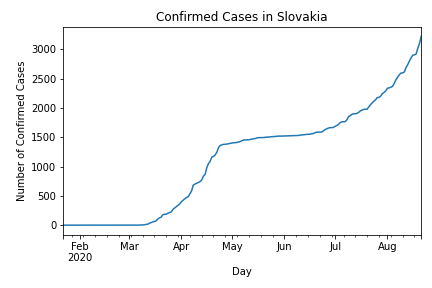 Confirmed Cases in Slovakia
Number of Confirmed Cases
3000
2500
2000
1500
1000
500
0
Feb Mar Apr May Jun Jul Aug
2020
Day